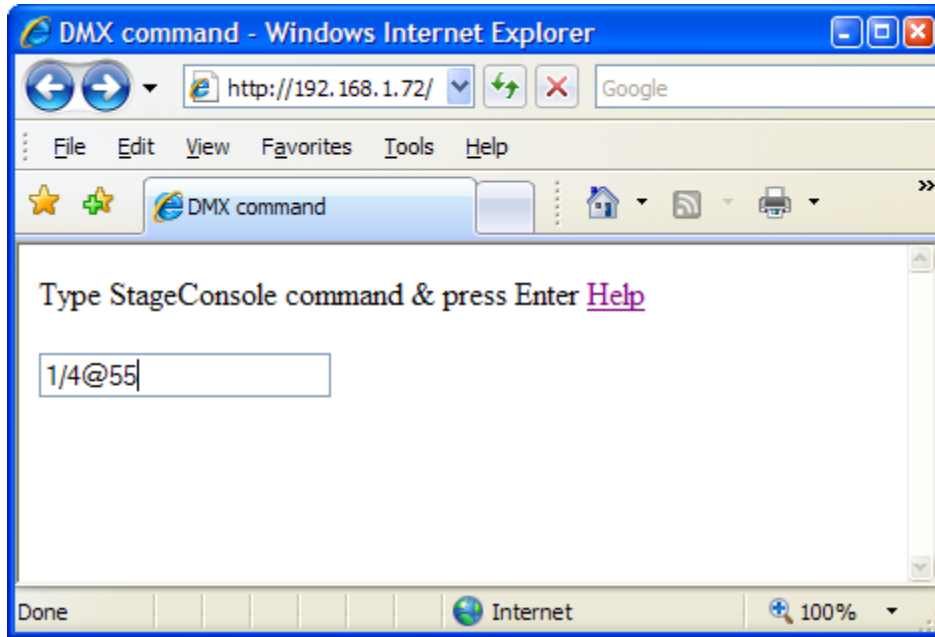 DMX command - Windows Internet Explorer
http://192.168.1.72/
Google
File Edit View Favorites Tools Help
DMX command
Type StageConsole command & press Enter Help
1/4@55
Done Internet 100%